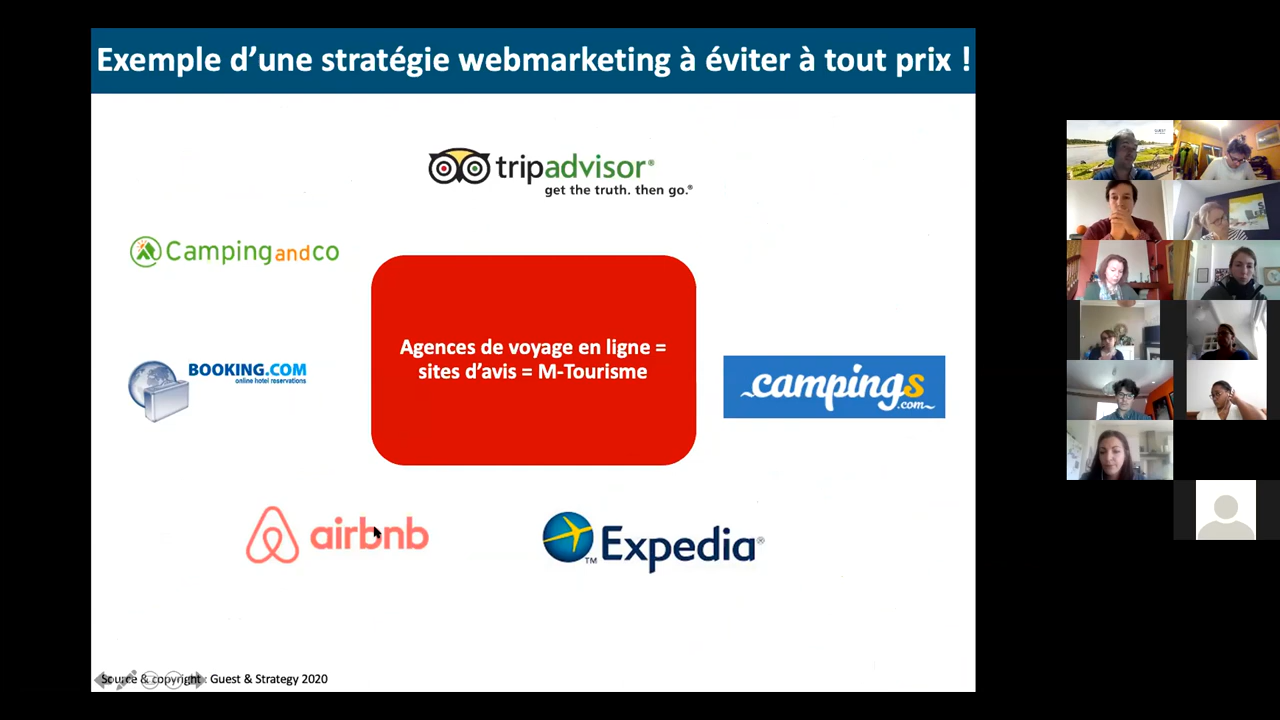 Exemple d’une stratégie webmarketing à éviter à tout prix !
tripadvisor®
get the truth. then go.®
Campingandco
Agences de voyage en ligne =
sites d’avis = M-Tourisme
BOOKING.COM
online hotel reservations
campings
.com
airbnb
Expedia®
TM
Source & copyright : Guest & Strategy 2020